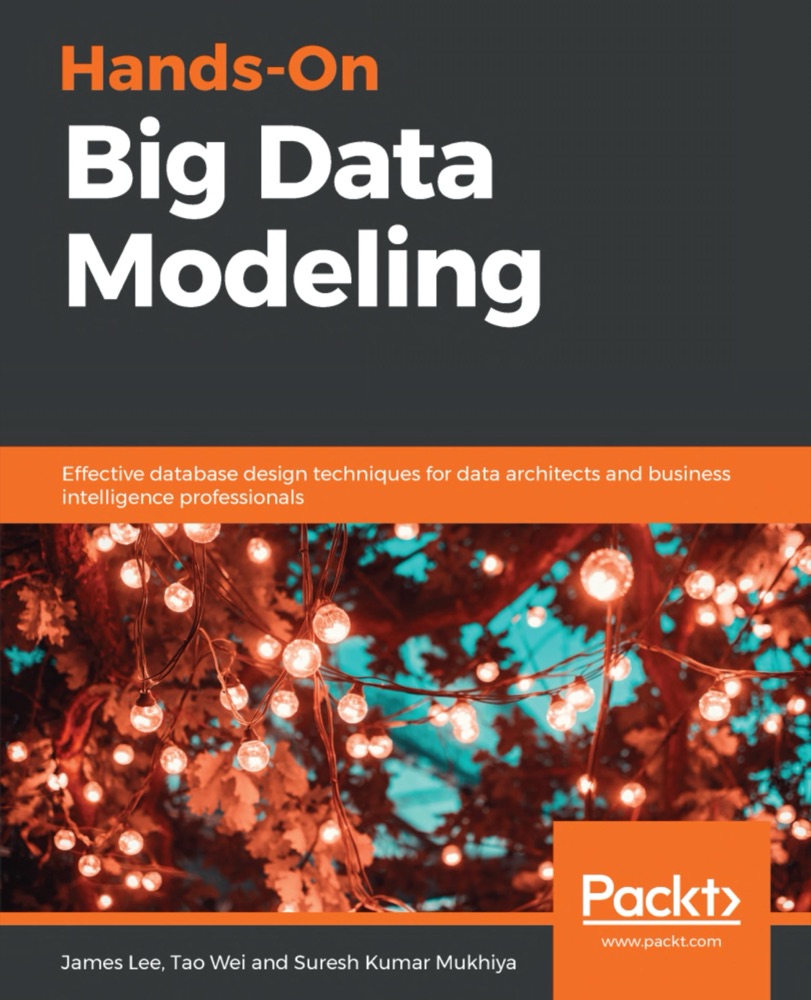 Hands-On
Big Data
Modeling
Effective database design techniques for data architects and business
intelligence professionals
Packt>
www.packt.com
James Lee, Tao Wei and Suresh Kumar Mukhiya